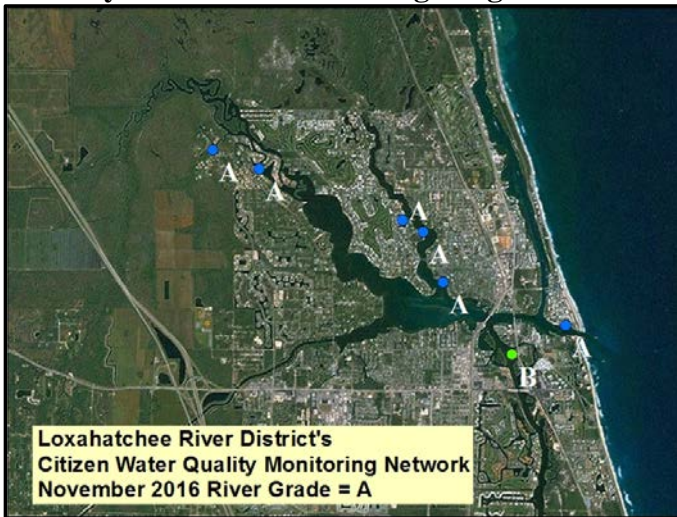 A
A
A
A
A
A
B
Loxahatchee River District's
Citizen Water Quality Monitoring Network
November 2016 River Grade = A